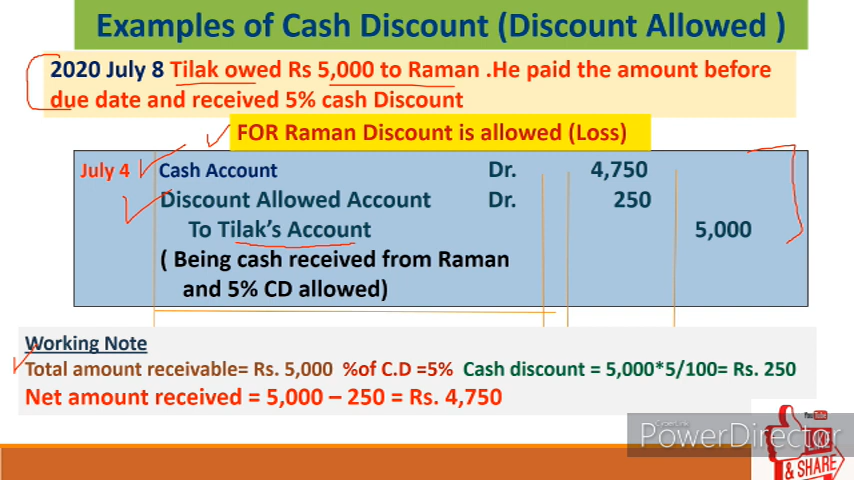 Examples of Cash Discount (Discount Allowed )
2020 July 8 Tilak owed Rs 5,000 to Raman .He paid the amount before
due date and received 5% cash Discount
FOR Raman Discount is allowed (Loss)
July 4 Cash Account Dr. 4,750
Discount Allowed Account Dr. 250
To Tilak's Account 5,000
( Being cash received from Raman
and 5% CD allowed)
Working Note
Total amount receivable= Rs. 5,000 %of C.D =5% Cash discount = 5,000*5/100= Rs. 250
Net amount received = 5,000 – 250 = Rs. 4,750
CyberLink
PowerDirector
& SHARE